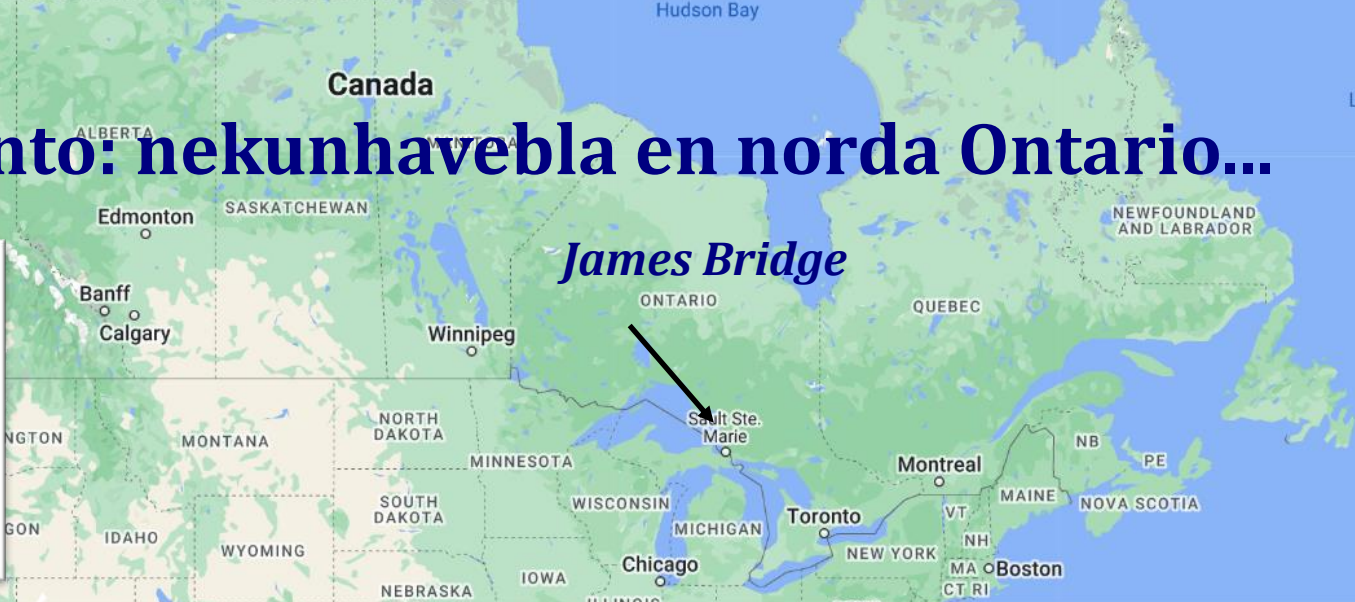 Hudson Bay
Canada
ALBERTA
MANITOBA
nto: nekunhavebla en norda Ontario...
Edmonton
SASKATCHEWAN
NEWFOUNDLAND
AND LABRADOR
James Bridge
Banff
ONTARIO
QUEBEC
Calgary
Winnipeg
NORTH
DAKOTA
Sault Ste.
Marie
NGTON
MONTANA
MINNESOTA
NB
PE
Montreal
SOUTH
DAKOTA
WISCONSIN
MAINE
NOVA SCOTIA
MICHIGAN
Toronto
VT
GON
IDAHO
WYOMING
NEW YORK
NH
Chicago
MA
Boston
IOWA
NEBRASKA
CT RI
ILLINOIS